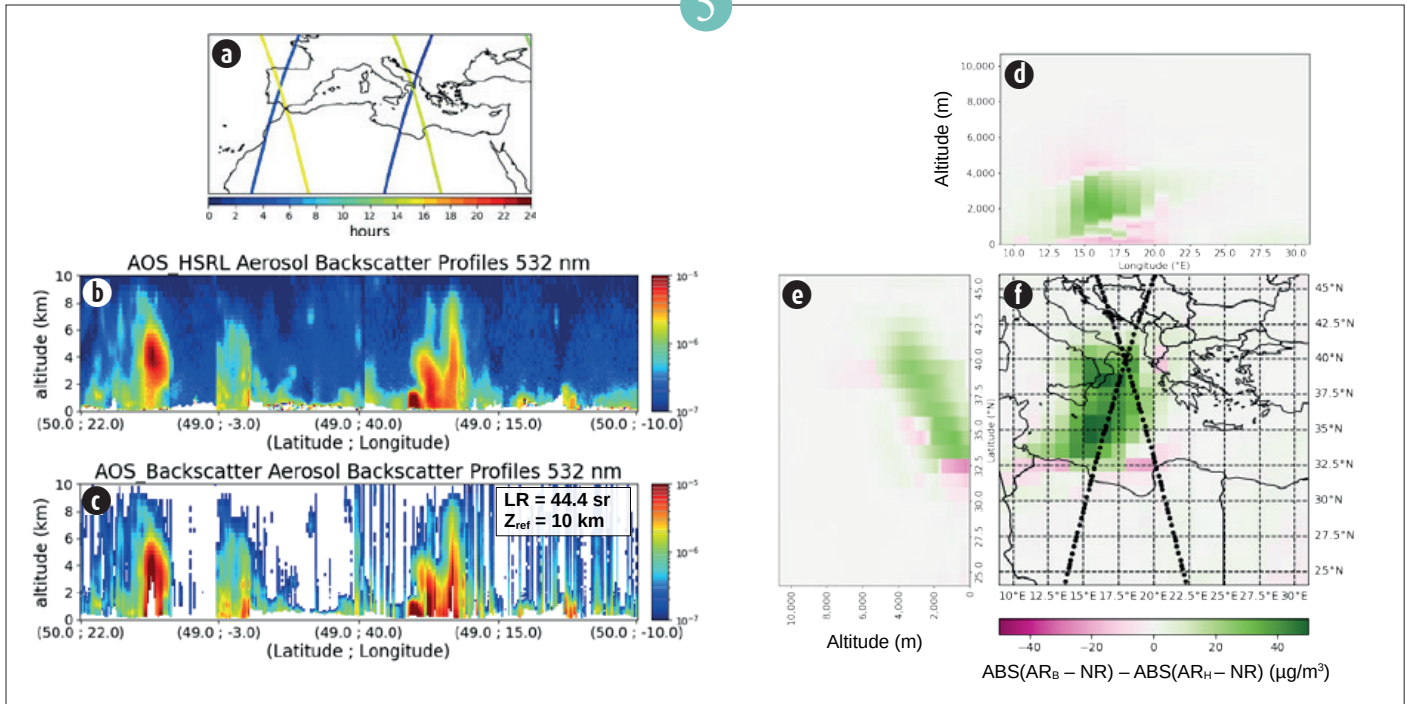 5
a
0 2 4 6 8 10 12 14 16 18 20 22 24
hours
AOS_HSRL Aerosol Backscatter Profiles 532 nm
b
altitude (km)
10
8
6
4
2
0
10⁻⁵
10⁻⁶
10⁻⁷
(50.0 ; 22.0) (49.0 ; -3.0) (49.0 40.0) (49.0 ; 15.0) (50.0 ; -10.0)
(Latitude ; Longitude)
AOS_Backscatter Aerosol Backscatter Profiles 532 nm
c
LR = 44.4 sr
Zref = 10 km
altitude (km)
10
8
6
4
2
0
10⁻⁵
10⁻⁶
10⁻⁷
(50.0 ; 22.0) (49.0 ; -3.0) (49.0 40.0) (49.0 ; 15.0) (50.0 ; -10.0)
(Latitude ; Longitude)
d
Altitude (m)
10,000
8,000
6,000
4,000
2,000
0
10.0 12.5 15.0 17.5 20.0 22.5 25.0 27.5 30.0
Longitude (°E)
e
45.0
42.5
40.0
37.5
35.0
32.5
30.0
27.5
25.0
Latitude (°N)
10.000 8,000 6,000 4,000 2,000 0
Altitude (m)
f
45°N
42.5°N
40°N
37.5°N
35°N
32.5°N
30°N
27.5°N
25°N
10°E 12.5°E 15°E 17.5°E 20°E 22.5°E 25°E 27.5°E 30°E
−40 −20 0 20 40
ABS(ARB – NR) – ABS(ARH – NR) (µg/m³)